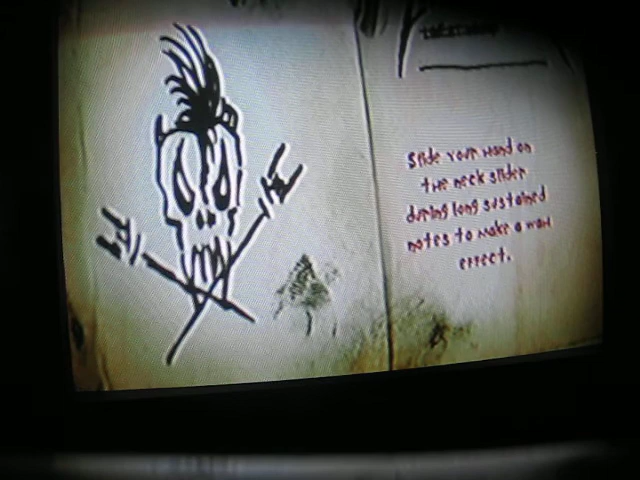 Slide your hand on
the neck slider
during long sustained
notes to make a wah
effect.